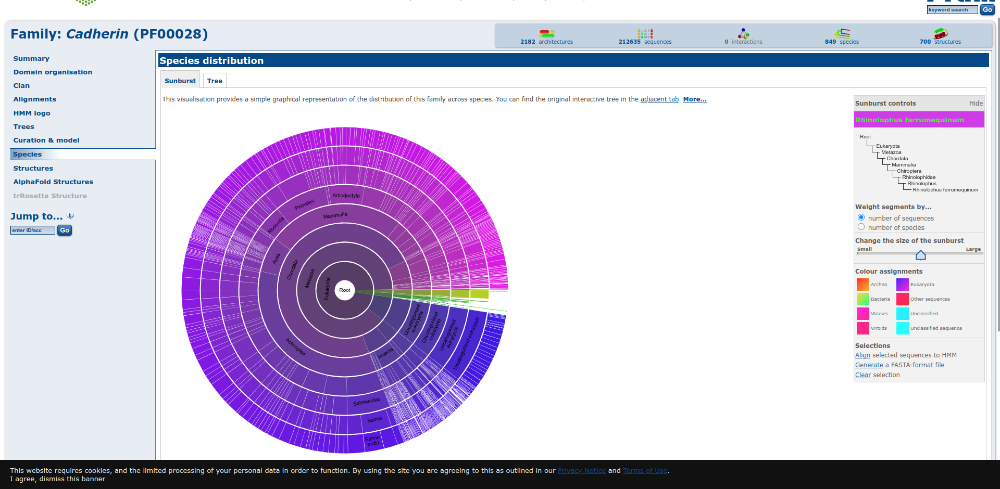 keyword search
Go
Family: Cadherin (PF00028)
2182 architectures
212635 sequences
0 interactions
849 species
700 structures
Summary
Domain organisation
Clan
Alignments
HMM logo
Trees
Curation & model
Species
Structures
AlphaFold Structures
trRosetta Structure
Jump to...
enter ID/acc
Go
Species distribution
Sunburst
Tree
This visualisation provides a simple graphical representation of the distribution of this family across species. You can find the original interactive tree in the adjacent tab. More...
Root
Eukaryota
Metazoa
Chordata
Mammalia
Aves
Rodentia
Primates
Artiodactyla
Actinopteri
Insecta
Uncategorised
eukaryote
Uncategorised
eukaryote
Uncategorised
eukaryote
Uncategorised eukaryote
Salmonidae
Salmo
Salmo
trutta
Sunburst controls
Hide
Rhinolophus ferrumequinum
Root
Eukaryota
Metazoa
Chordata
Mammalia
Chiroptera
Rhinolophidae
Rhinolophus
Rhinolophus ferrumequinum
Weight segments by...
number of sequences
number of species
Change the size of the sunburst
Small
Large
Colour assignments
Archea
Eukaryota
Bacteria
Other sequences
Viruses
Unclassified
Viroids
Unclassified sequence
Selections
Align selected sequences to HMM
Generate a FASTA-format file
Clear selection
This website requires cookies, and the limited processing of your personal data in order to function. By using the site you are agreeing to this as outlined in our Privacy Notice and Terms of Use.
I agree, dismiss this banner